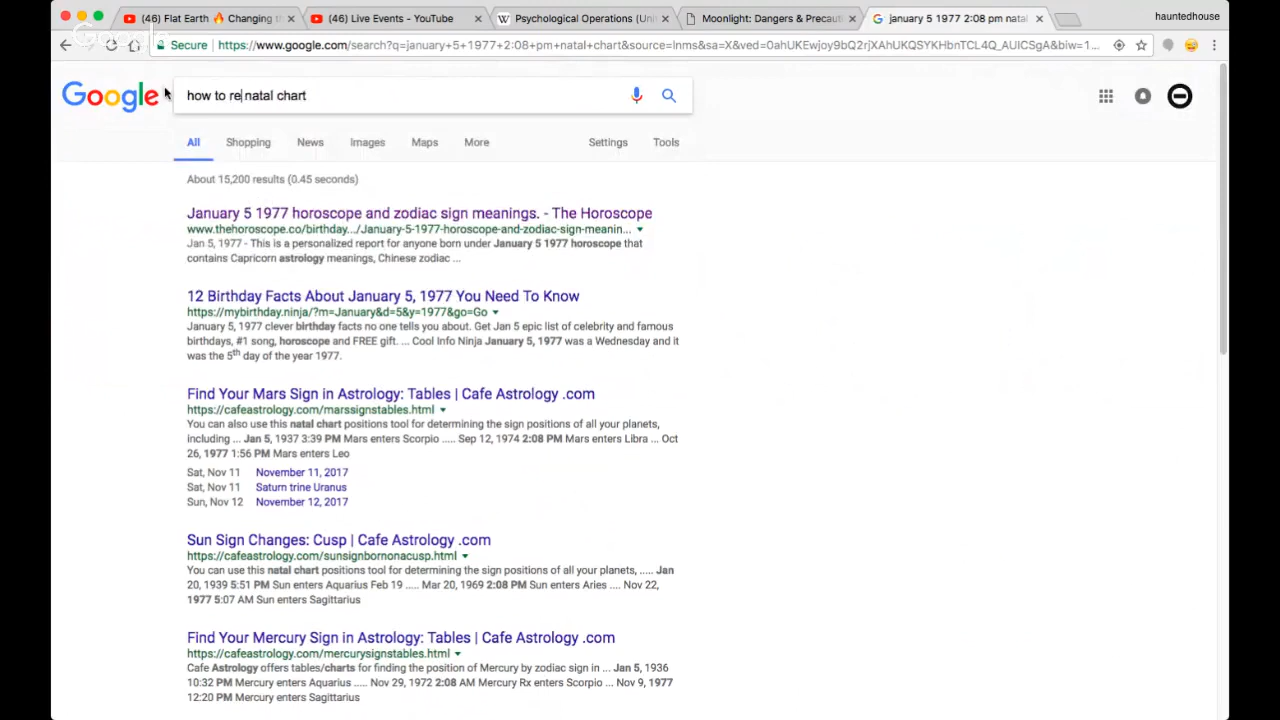 (46) Flat Earth 🔥 Changing th
(46) Live Events - YouTube
Psychological Operations (Uni
Moonlight: Dangers & Precauti
january 5 1977 2:08 pm natal
hauntedhouse
Secure
https://www.google.com/search?q=january+5+1977+2:08+pm+natal+chart&source=lnms&sa=X&ved=0ahUKEwjoy9bQ2rjXAhUKQSYKHbnTCL4Q_AUICSgA&biw=1...
Google
how to re natal chart
All
Shopping
News
Images
Maps
More
Settings
Tools
About 15,200 results (0.45 seconds)
January 5 1977 horoscope and zodiac sign meanings. - The Horoscope
www.thehoroscope.co/birthday.../January-5-1977-horoscope-and-zodiac-sign-meanin...
Jan 5, 1977 - This is a personalized report for anyone born under January 5 1977 horoscope that
contains Capricorn astrology meanings, Chinese zodiac ...
12 Birthday Facts About January 5, 1977 You Need To Know
https://mybirthday.ninja/?m=January&d=5&y=1977&go=Go
January 5, 1977 clever birthday facts no one tells you about. Get Jan 5 epic list of celebrity and famous
birthdays, #1 song, horoscope and FREE gift. ... Cool Info Ninja January 5, 1977 was a Wednesday and it
was the 5th day of the year 1977.
Find Your Mars Sign in Astrology: Tables | Cafe Astrology .com
https://cafeastrology.com/marssignstables.html
You can also use this natal chart positions tool for determining the sign positions of all your planets,
including ... Jan 5, 1937 3:39 PM Mars enters Scorpio ..... Sep 12, 1974 2:08 PM Mars enters Libra ... Oct
26, 1977 1:56 PM Mars enters Leo
Sat, Nov 11 November 11, 2017
Sat, Nov 11 Saturn trine Uranus
Sun, Nov 12 November 12, 2017
Sun Sign Changes: Cusp | Cafe Astrology .com
https://cafeastrology.com/sunsignbornonacusp.html
You can use this natal chart positions tool for determining the sign positions of all your planets, ..... Jan
20, 1939 5:51 PM Sun enters Aquarius Feb 19 ..... Mar 20, 1969 2:08 PM Sun enters Aries .... Nov 22,
1977 5:07 AM Sun enters Sagittarius
Find Your Mercury Sign in Astrology: Tables | Cafe Astrology .com
https://cafeastrology.com/mercurysignstables.html
Cafe Astrology offers tables/charts for finding the position of Mercury by zodiac sign in ... Jan 5, 1936
10:32 PM Mercury enters Aquarius ..... Nov 29, 1972 2:08 AM Mercury Rx enters Scorpio ... Nov 9, 1977
12:20 PM Mercury enters Sagittarius